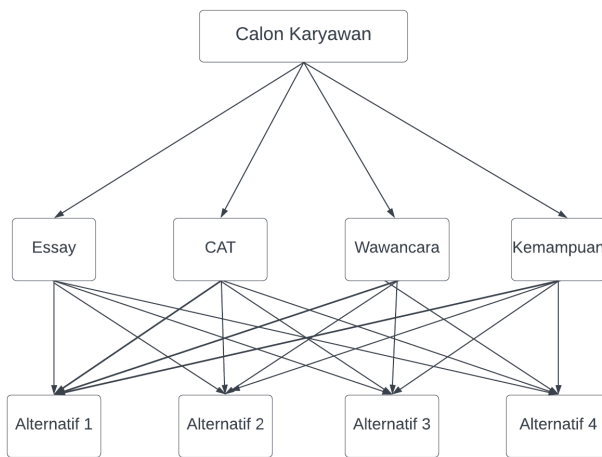 Calon Karyawan
Essay
CAT
Wawancara
Kemampuan
Alternatif 1
Alternatif 2
Alternatif 3
Alternatif 4